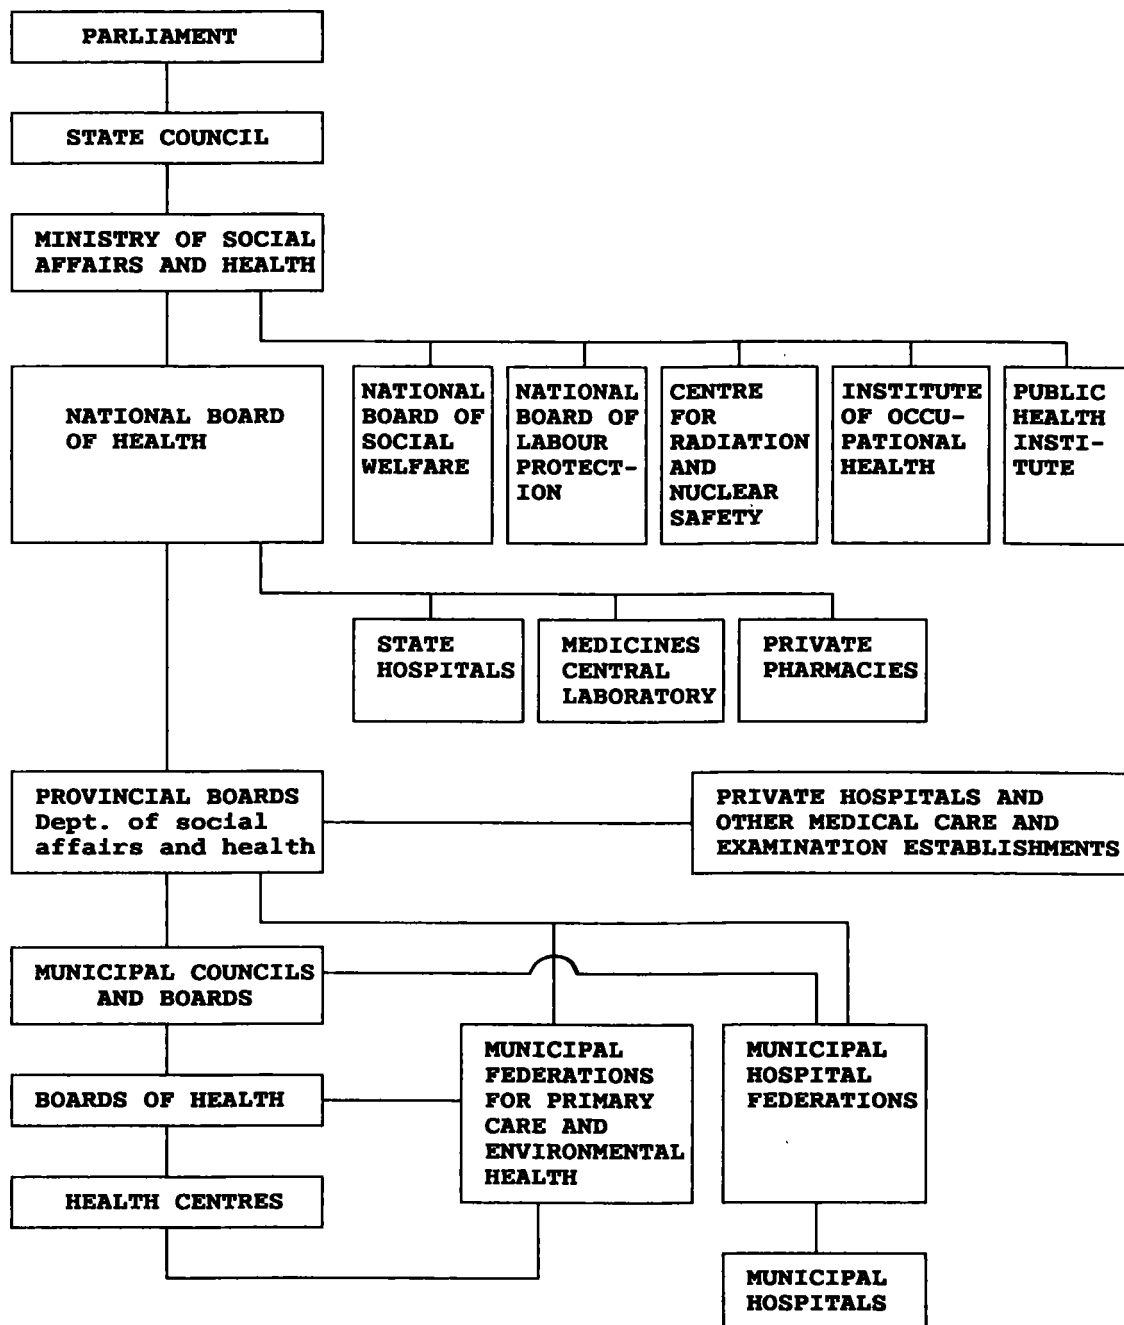 PARLIAMENT
STATE COUNCIL
MINISTRY OF SOCIAL
AFFAIRS AND HEALTH
NATIONAL BOARD
OF HEALTH
NATIONAL
BOARD OF
SOCIAL
WELFARE
NATIONAL
BOARD OF
LABOUR
PROTECT-
ION
CENTRE
FOR
RADIATION
AND
NUCLEAR
SAFETY
INSTITUTE
OF OCCU-
PATIONAL
HEALTH
PUBLIC
HEALTH
INSTI-
TUTE
STATE
HOSPITALS
MEDICINES
CENTRAL
LABORATORY
PRIVATE
PHARMACIES
PROVINCIAL BOARDS
Dept. of social
affairs and health
PRIVATE HOSPITALS AND
OTHER MEDICAL CARE AND
EXAMINATION ESTABLISHMENTS
MUNICIPAL COUNCILS
AND BOARDS
BOARDS OF HEALTH
HEALTH CENTRES
MUNICIPAL
FEDERATIONS
FOR PRIMARY
CARE AND
ENVIRONMENTAL
HEALTH
MUNICIPAL
HOSPITAL
FEDERATIONS
MUNICIPAL
HOSPITALS